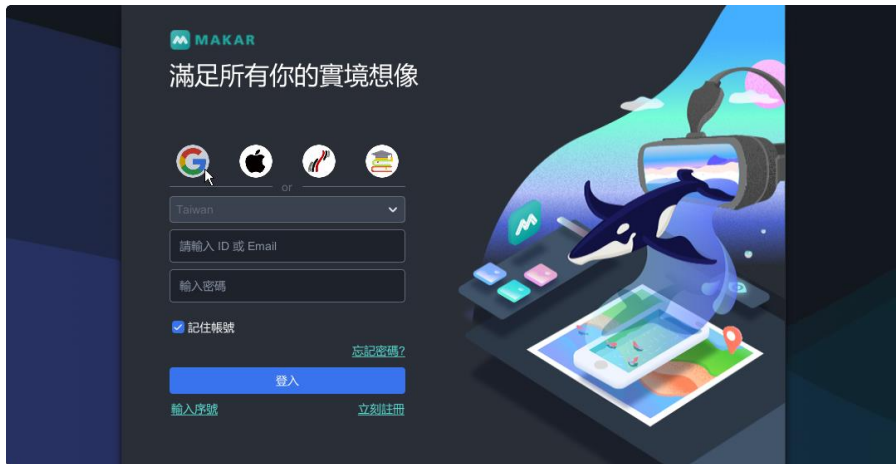 MAKAR
滿足所有你的實境想像
or
Taiwan
請輸入 ID 或 Email
輸入密碼
記住帳號
忘記密碼?
登入
輸入序號
立刻註冊